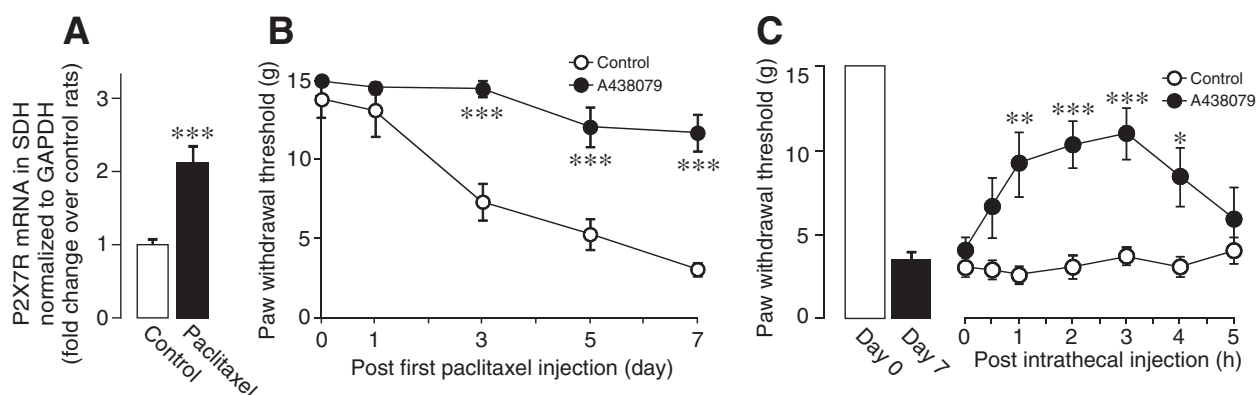 A
P2X7R mRNA in SDH
normalized to GAPDH
(fold change over control rats)
3
2
1
0
***
Control
Paclitaxel
B
Paw withdrawal threshold (g)
15
10
5
0
Control
A438079
***
***
***
0
1
3
5
7
Post first paclitaxel injection (day)
C
Paw withdrawal threshold (g)
15
10
5
0
Day 0
Day 7
Control
A438079
**
***
***
*
0
1
2
3
4
5
Post intrathecal injection (h)